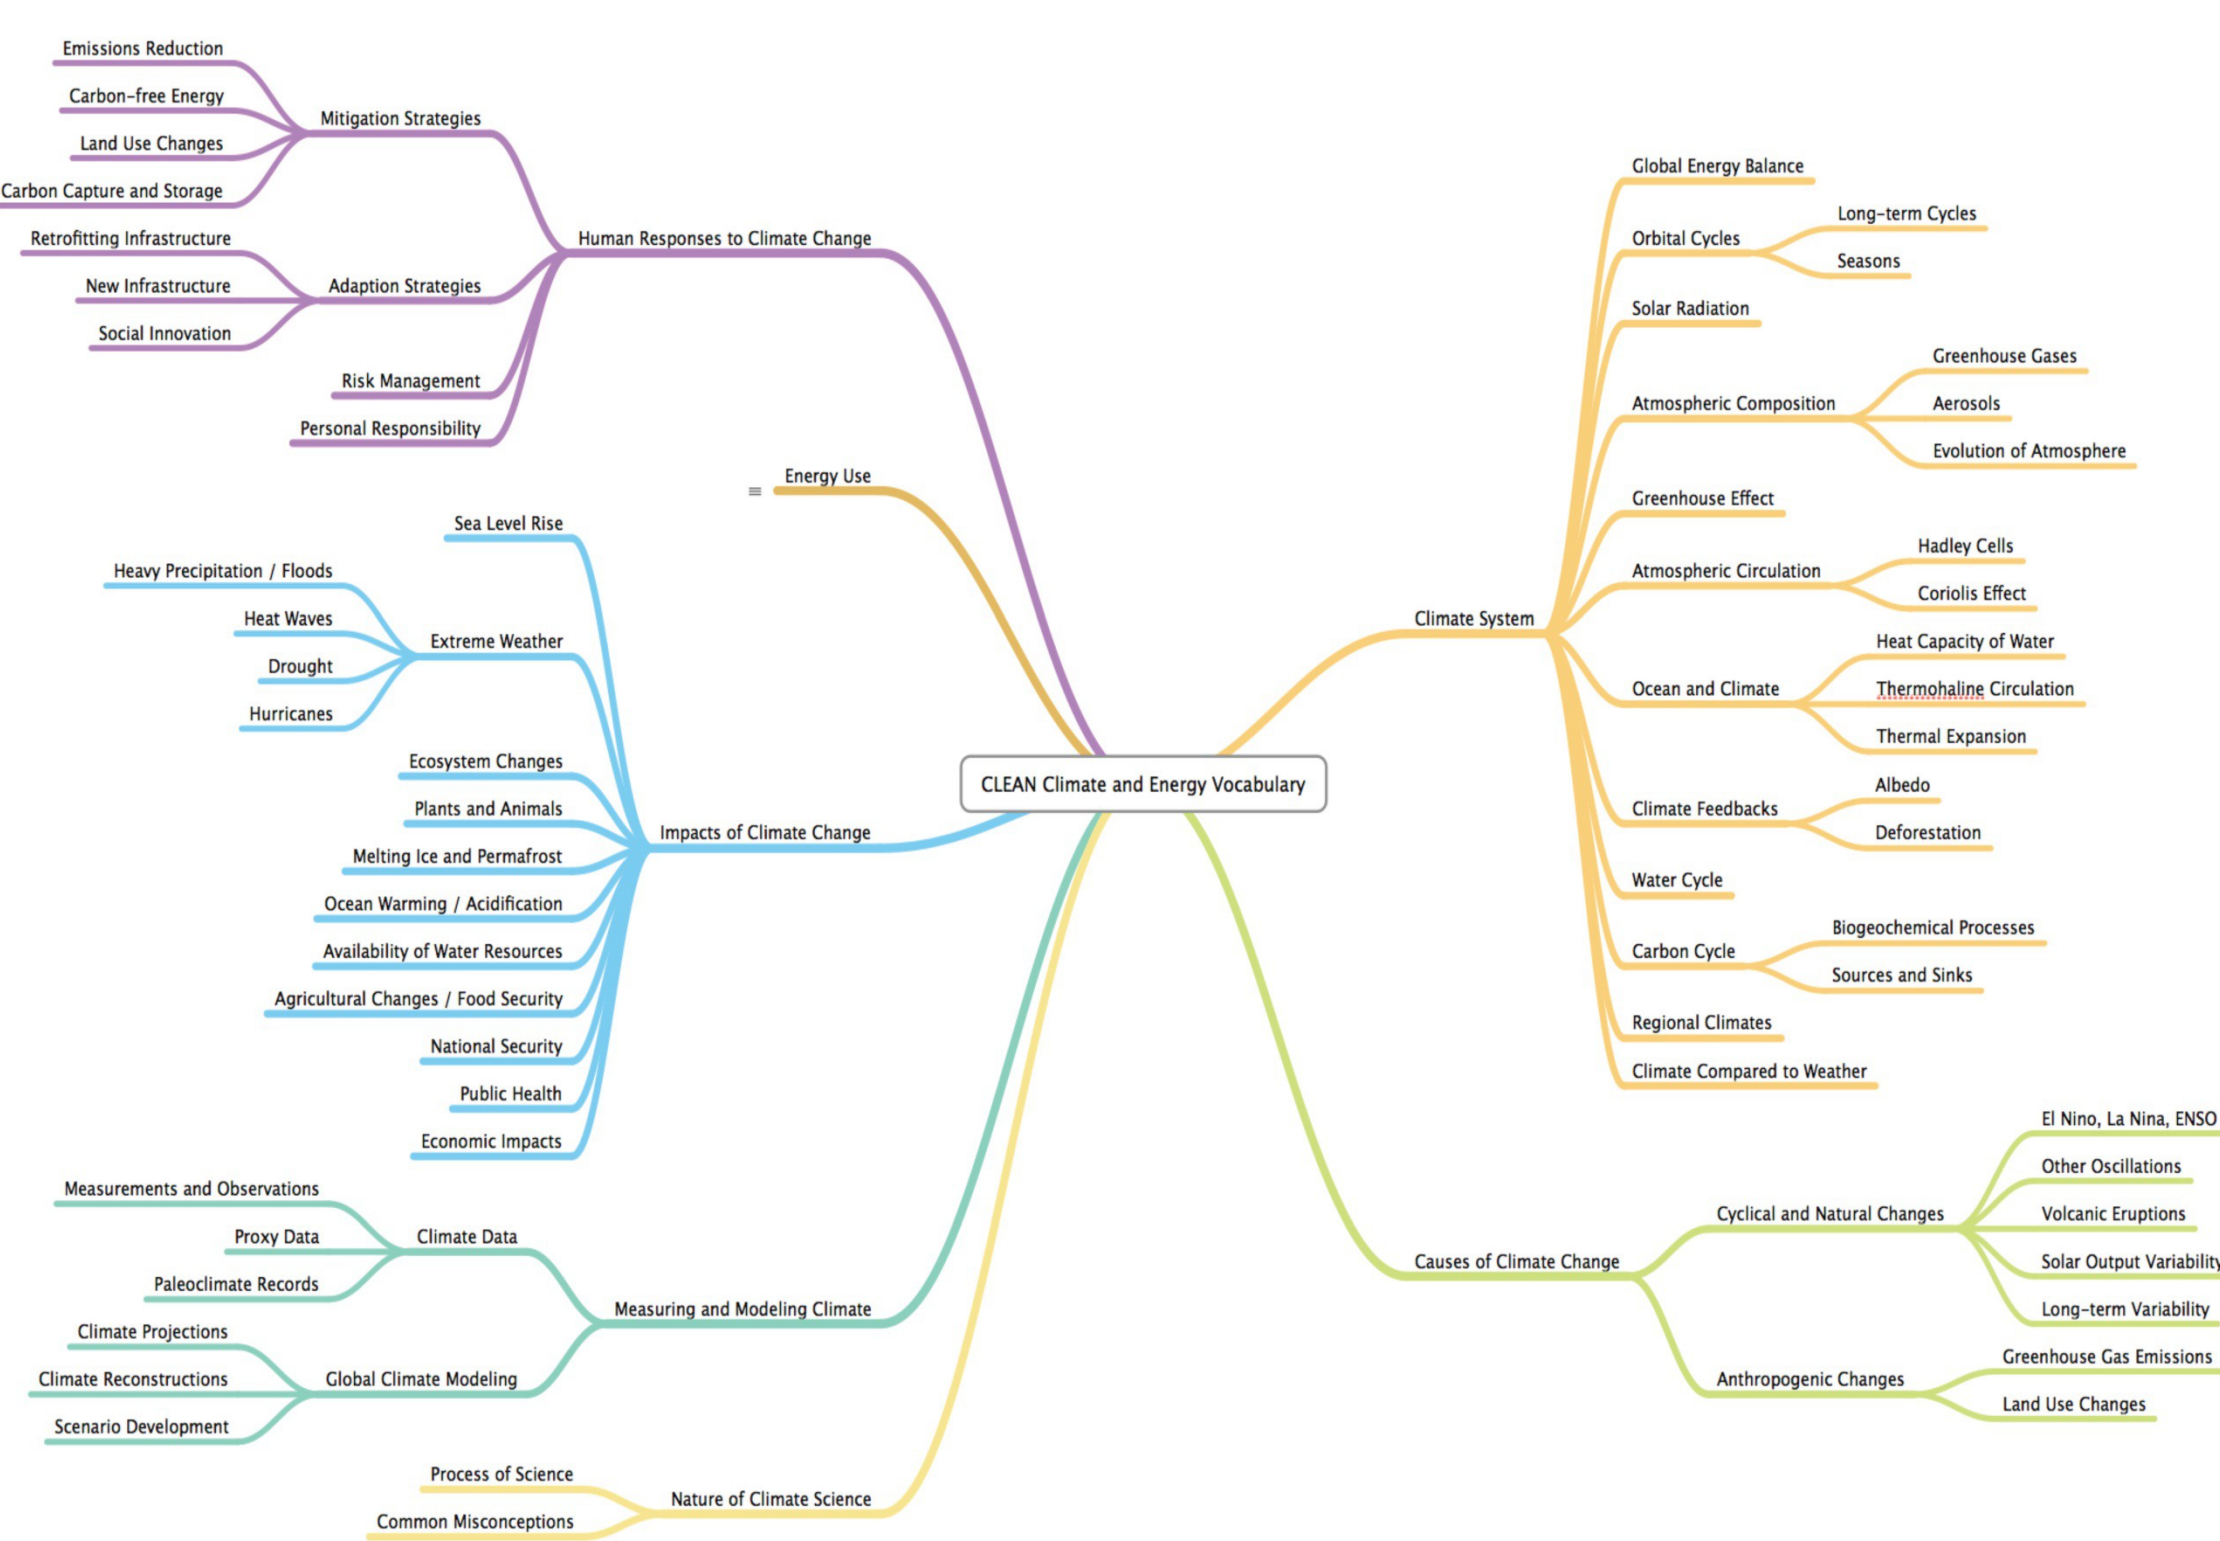 CLEAN Climate and Energy Vocabulary
Human Responses to Climate Change
Mitigation Strategies
Emissions Reduction
Carbon-free Energy
Land Use Changes
Carbon Capture and Storage
Adaption Strategies
Retrofitting Infrastructure
New Infrastructure
Social Innovation
Risk Management
Personal Responsibility
Energy Use
Impacts of Climate Change
Sea Level Rise
Extreme Weather
Heavy Precipitation / Floods
Heat Waves
Drought
Hurricanes
Ecosystem Changes
Plants and Animals
Melting Ice and Permafrost
Ocean Warming / Acidification
Availability of Water Resources
Agricultural Changes / Food Security
National Security
Public Health
Economic Impacts
Measuring and Modeling Climate
Climate Data
Measurements and Observations
Proxy Data
Paleoclimate Records
Global Climate Modeling
Climate Projections
Climate Reconstructions
Scenario Development
Nature of Climate Science
Process of Science
Common Misconceptions
Climate System
Global Energy Balance
Orbital Cycles
Long-term Cycles
Seasons
Solar Radiation
Atmospheric Composition
Greenhouse Gases
Aerosols
Evolution of Atmosphere
Greenhouse Effect
Atmospheric Circulation
Hadley Cells
Coriolis Effect
Ocean and Climate
Heat Capacity of Water
Thermohaline Circulation
Thermal Expansion
Climate Feedbacks
Albedo
Deforestation
Water Cycle
Carbon Cycle
Biogeochemical Processes
Sources and Sinks
Regional Climates
Climate Compared to Weather
Causes of Climate Change
Cyclical and Natural Changes
El Nino, La Nina, ENSO
Other Oscillations
Volcanic Eruptions
Solar Output Variability
Long-term Variability
Anthropogenic Changes
Greenhouse Gas Emissions
Land Use Changes